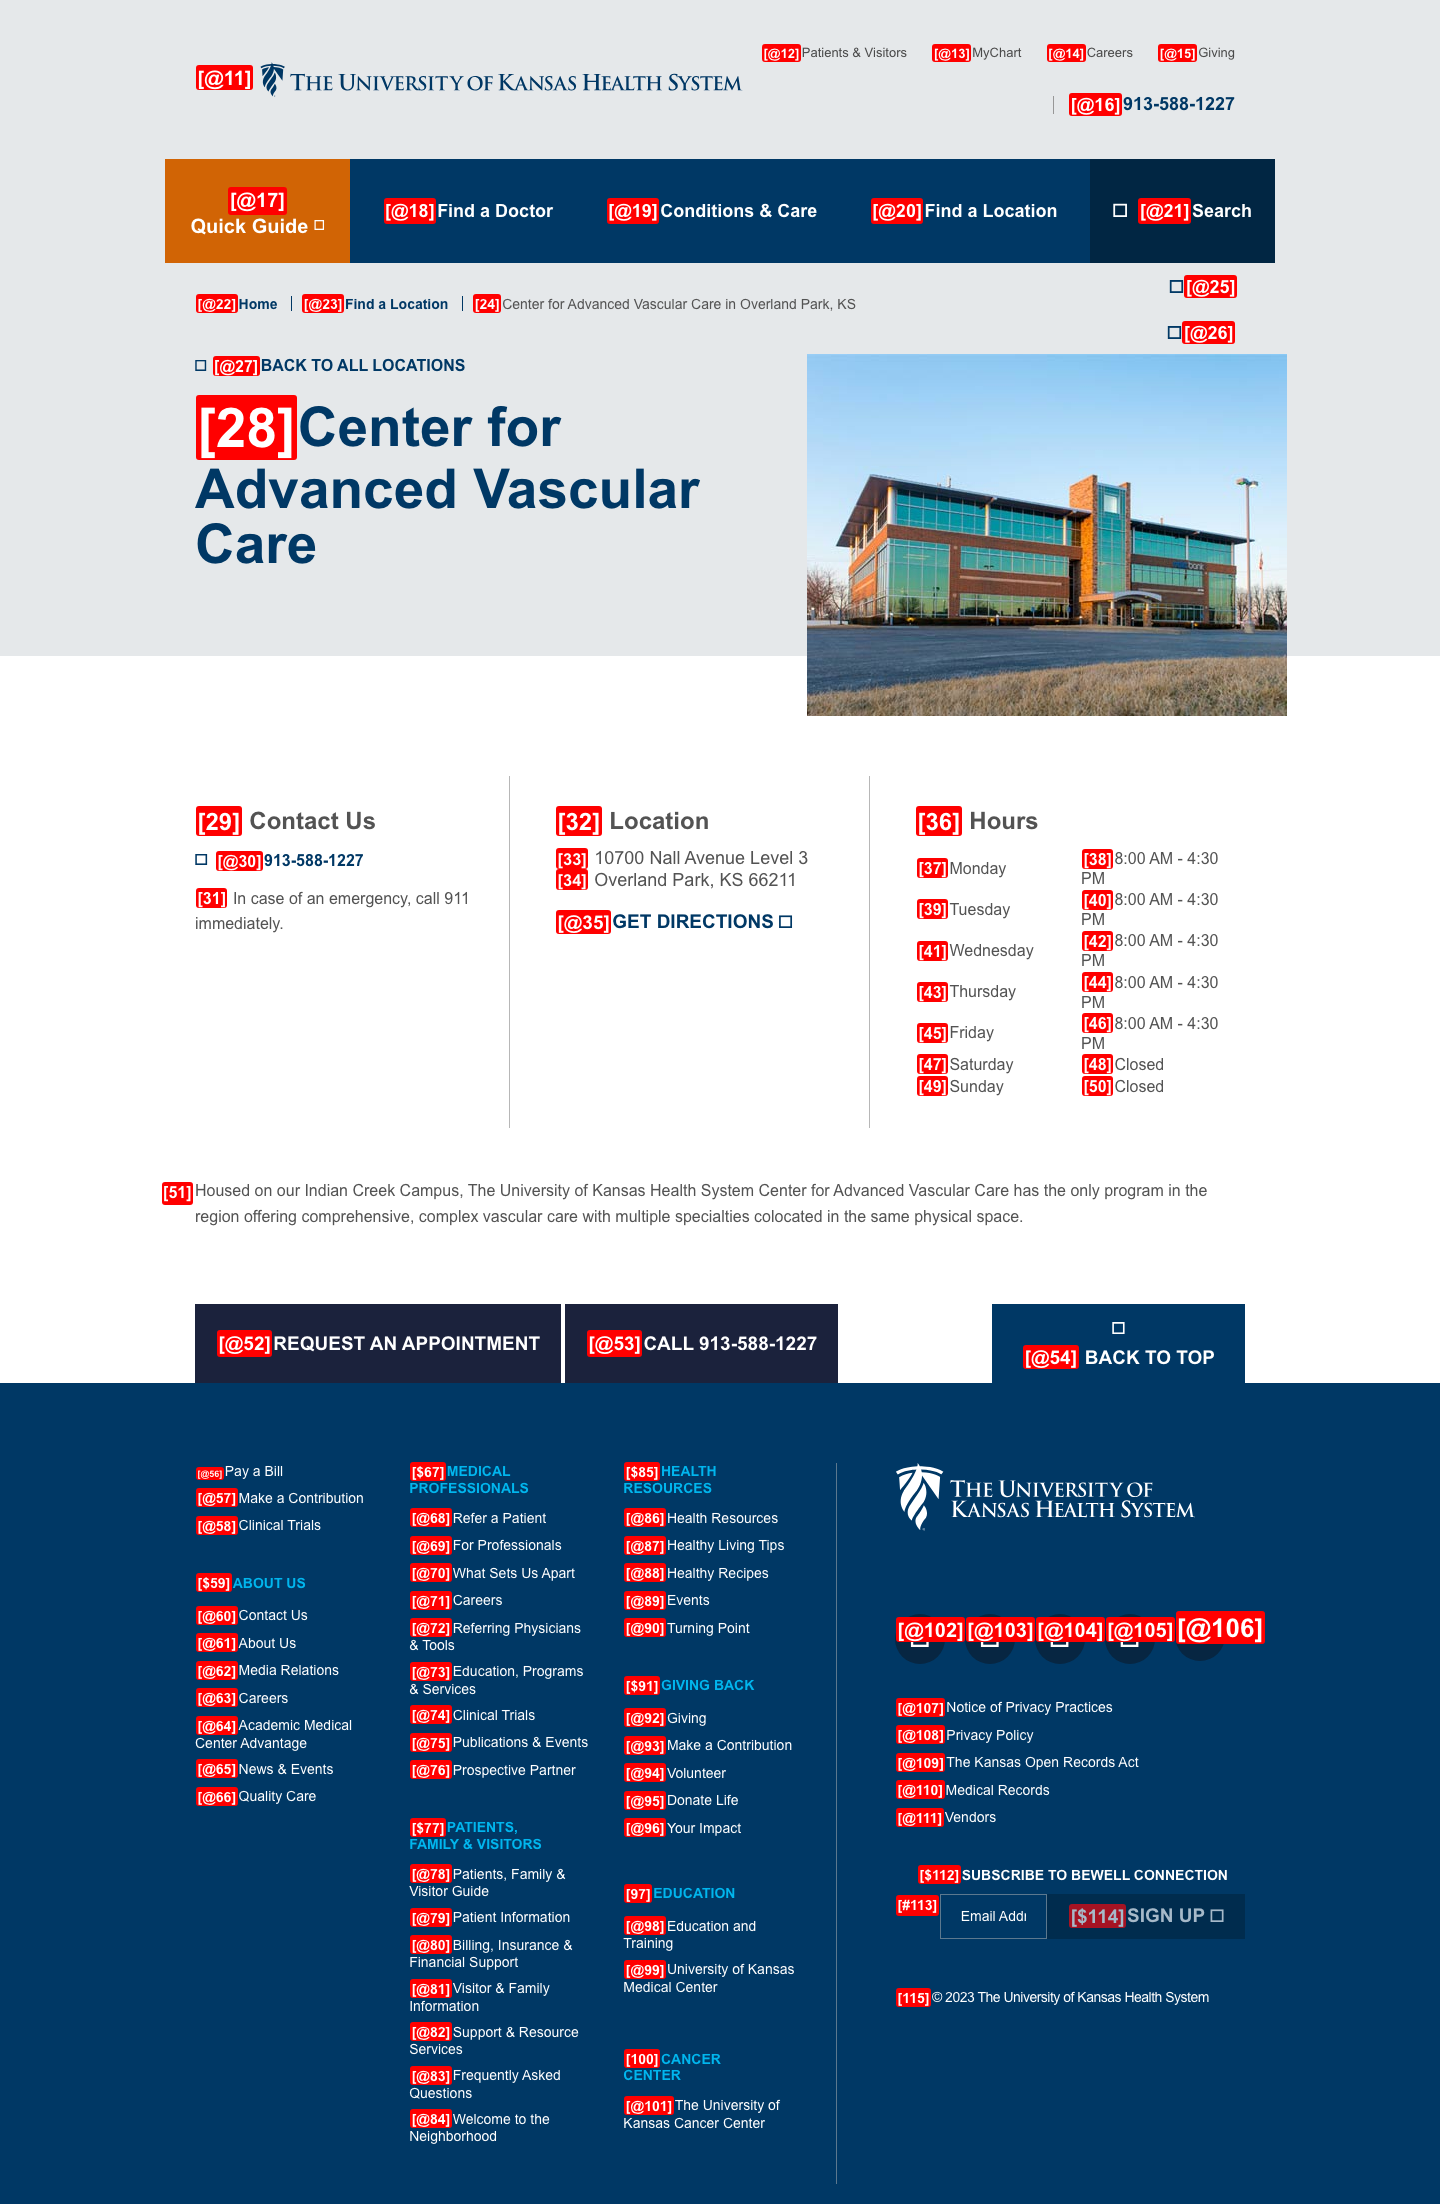 [@12]Patients & Visitors [@13]MyChart [@14]Careers [@15]Giving
[@11] THE UNIVERSITY OF KANSAS HEALTH SYSTEM
[@16]913-588-1227
[@17]
Quick Guide
[@18]Find a Doctor [@19]Conditions & Care [@20]Find a Location [@21]Search
[@25]
[@22]Home [@23]Find a Location [24]Center for Advanced Vascular Care in Overland Park, KS
[@26]
[@27]BACK TO ALL LOCATIONS
[28]Center for
Advanced Vascular
Care
[29] Contact Us
[@30]913-588-1227
[31] In case of an emergency, call 911
immediately.
[32] Location
[33] 10700 Nall Avenue Level 3
[34] Overland Park, KS 66211
[@35]GET DIRECTIONS
[36] Hours
[37]Monday [38]8:00 AM - 4:30
PM
[39]Tuesday [40]8:00 AM - 4:30
PM
[41]Wednesday [42]8:00 AM - 4:30
PM
[43]Thursday [44]8:00 AM - 4:30
PM
[45]Friday [46]8:00 AM - 4:30
PM
[47]Saturday [48]Closed
[49]Sunday [50]Closed
[51]Housed on our Indian Creek Campus, The University of Kansas Health System Center for Advanced Vascular Care has the only program in the
region offering comprehensive, complex vascular care with multiple specialties colocated in the same physical space.
[@52]REQUEST AN APPOINTMENT [@53]CALL 913-588-1227
[@54] BACK TO TOP
[@56]Pay a Bill
[@57]Make a Contribution
[@58]Clinical Trials
[$59]ABOUT US
[@60]Contact Us
[@61]About Us
[@62]Media Relations
[@63]Careers
[@64]Academic Medical
Center Advantage
[@65]News & Events
[@66]Quality Care
[$67]MEDICAL
PROFESSIONALS
[@68]Refer a Patient
[@69]For Professionals
[@70]What Sets Us Apart
[@71]Careers
[@72]Referring Physicians
& Tools
[@73]Education, Programs
& Services
[@74]Clinical Trials
[@75]Publications & Events
[@76]Prospective Partner
[$77]PATIENTS,
FAMILY & VISITORS
[@78]Patients, Family &
Visitor Guide
[@79]Patient Information
[@80]Billing, Insurance &
Financial Support
[@81]Visitor & Family
Information
[@82]Support & Resource
Services
[@83]Frequently Asked
Questions
[@84]Welcome to the
Neighborhood
[$85]HEALTH
RESOURCES
[@86]Health Resources
[@87]Healthy Living Tips
[@88]Healthy Recipes
[@89]Events
[@90]Turning Point
[$91]GIVING BACK
[@92]Giving
[@93]Make a Contribution
[@94]Volunteer
[@95]Donate Life
[@96]Your Impact
[97]EDUCATION
[@98]Education and
Training
[@99]University of Kansas
Medical Center
[100]CANCER
CENTER
[@101]The University of
Kansas Cancer Center
THE UNIVERSITY OF
KANSAS HEALTH SYSTEM
[@102] [@103] [@104] [@105] [@106]
[@107]Notice of Privacy Practices
[@108]Privacy Policy
[@109]The Kansas Open Records Act
[@110]Medical Records
[@111]Vendors
[$112]SUBSCRIBE TO BEWELL CONNECTION
[#113] Email Addr [$114]SIGN UP
[115]© 2023 The University of Kansas Health System